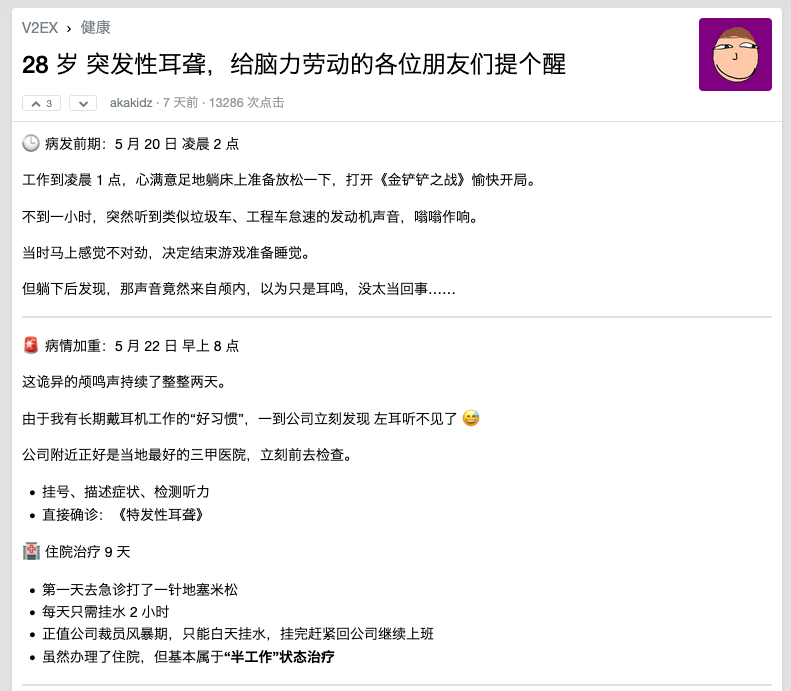 V2EX › 健康
28 岁 突发性耳聋，给脑力劳动的各位朋友们提个醒
3 akakidz · 7 天前 · 13286 次点击
病发前期：5 月 20 日 凌晨 2 点
工作到凌晨 1 点，心满意足地躺床上准备放松一下，打开《金铲铲之战》愉快开局。
不到一小时，突然听到类似垃圾车、工程车怠速的发动机声音，嗡嗡作响。
当时马上感觉不对劲，决定结束游戏准备睡觉。
但躺下后发现，那声音竟然来自颅内，以为只是耳鸣，没太当回事……
病情加重：5 月 22 日 早上 8 点
这诡异的颅鸣声持续了整整两天。
由于我有长期戴耳机工作的“好习惯”，一到公司立刻发现 左耳听不见了 😅
公司附近正好是当地最好的三甲医院，立刻前去检查。
• 挂号、描述症状、检测听力
• 直接确诊：《特发性耳聋》
🏥 住院治疗 9 天
• 第一天去急诊打了一针地塞米松
• 每天只需挂水 2 小时
• 正值公司裁员风暴期，只能白天挂水，挂完赶紧回公司继续上班
• 虽然办理了住院，但基本属于“半工作”状态治疗